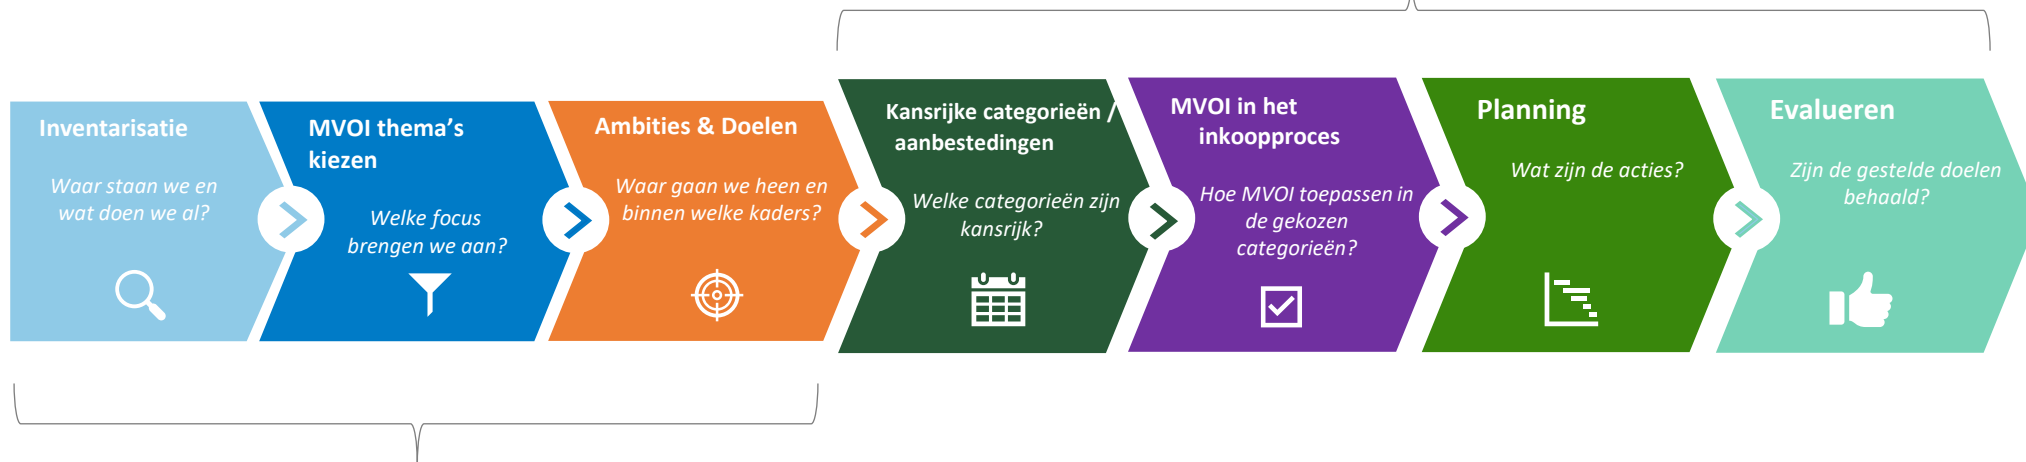 Inventarisatie
Waar staan we en
wat doen we al?
MVOI thema's
kiezen
Welke focus
brengen we aan?
Ambities & Doelen
Waar gaan we heen en
binnen welke kaders?
Kansrijke categorieën /
aanbestedingen
Welke categorieën zijn
kansrijk?
MVOI in het
inkoopproces
Hoe MVOI toepassen in
de gekozen
categorieën?
Planning
Wat zijn de acties?
Evalueren
Zijn de gestelde doelen
behaald?